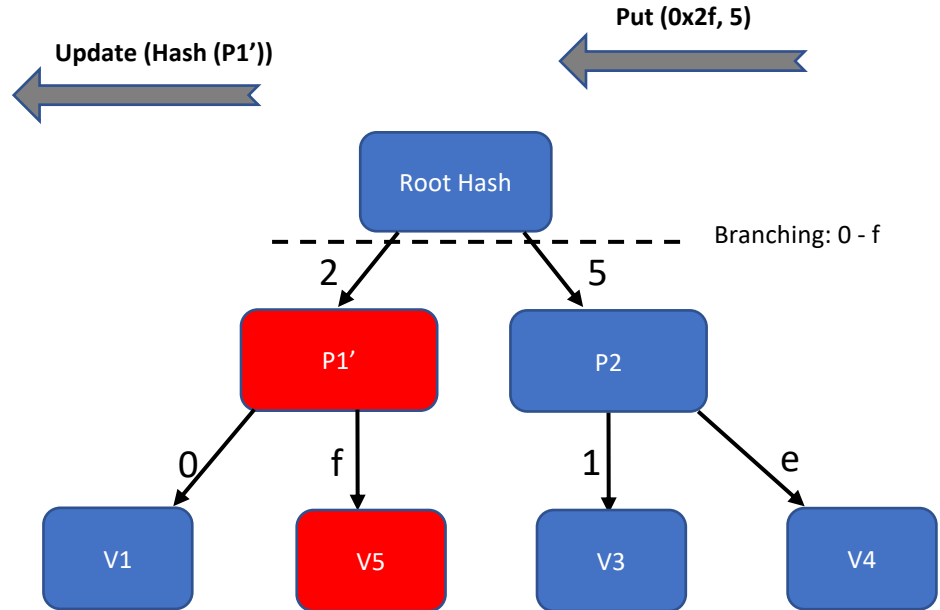 Put (0x2f, 5)
Update (Hash (P1’))
Root Hash
Branching: 0 - f
2
5
P1’
P2
0
f
1
e
V1
V5
V3
V4